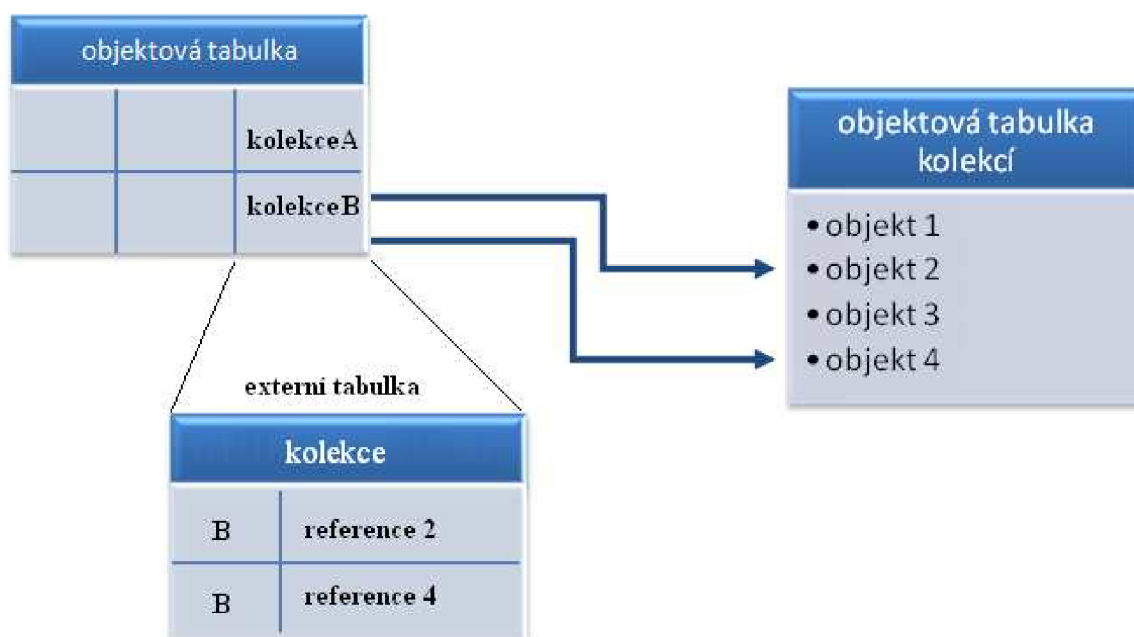 objektová tabulka
kolekceA
kolekceB
objektová tabulka
kolekcí
• objekt 1
• objekt 2
• objekt 3
• objekt 4
externí tabulka
kolekce
B reference 2
B reference 4